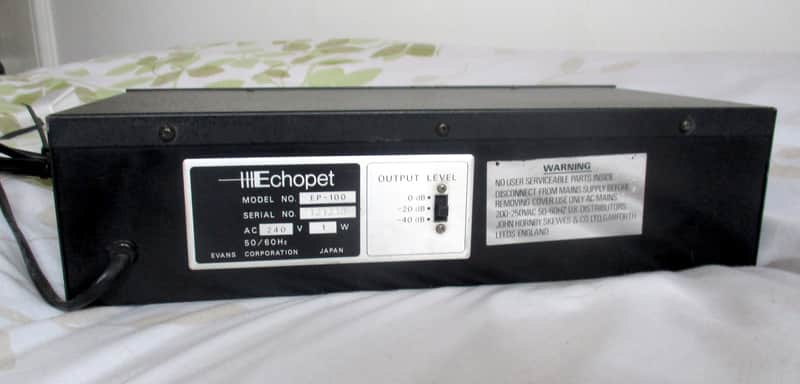 Echopet
MODEL NO. EP-100
SERIAL NO.
AC 240 V 1 W
50/60Hz
EVANS CORPORATION JAPAN
OUTPUT LEVEL
0 dB
-20 dB
-40 dB
WARNING
NO USER SERVICEABLE PARTS INSIDE
DISCONNECT FROM MAINS SUPPLY BEFORE
REMOVING COVER USE ONLY AC MAINS
200-250VAC 50-60HZ U.K. DISTRIBUTORS
JOHN HORNBY SKEWES & CO LTD. GARFORTH
LEEDS ENGLAND